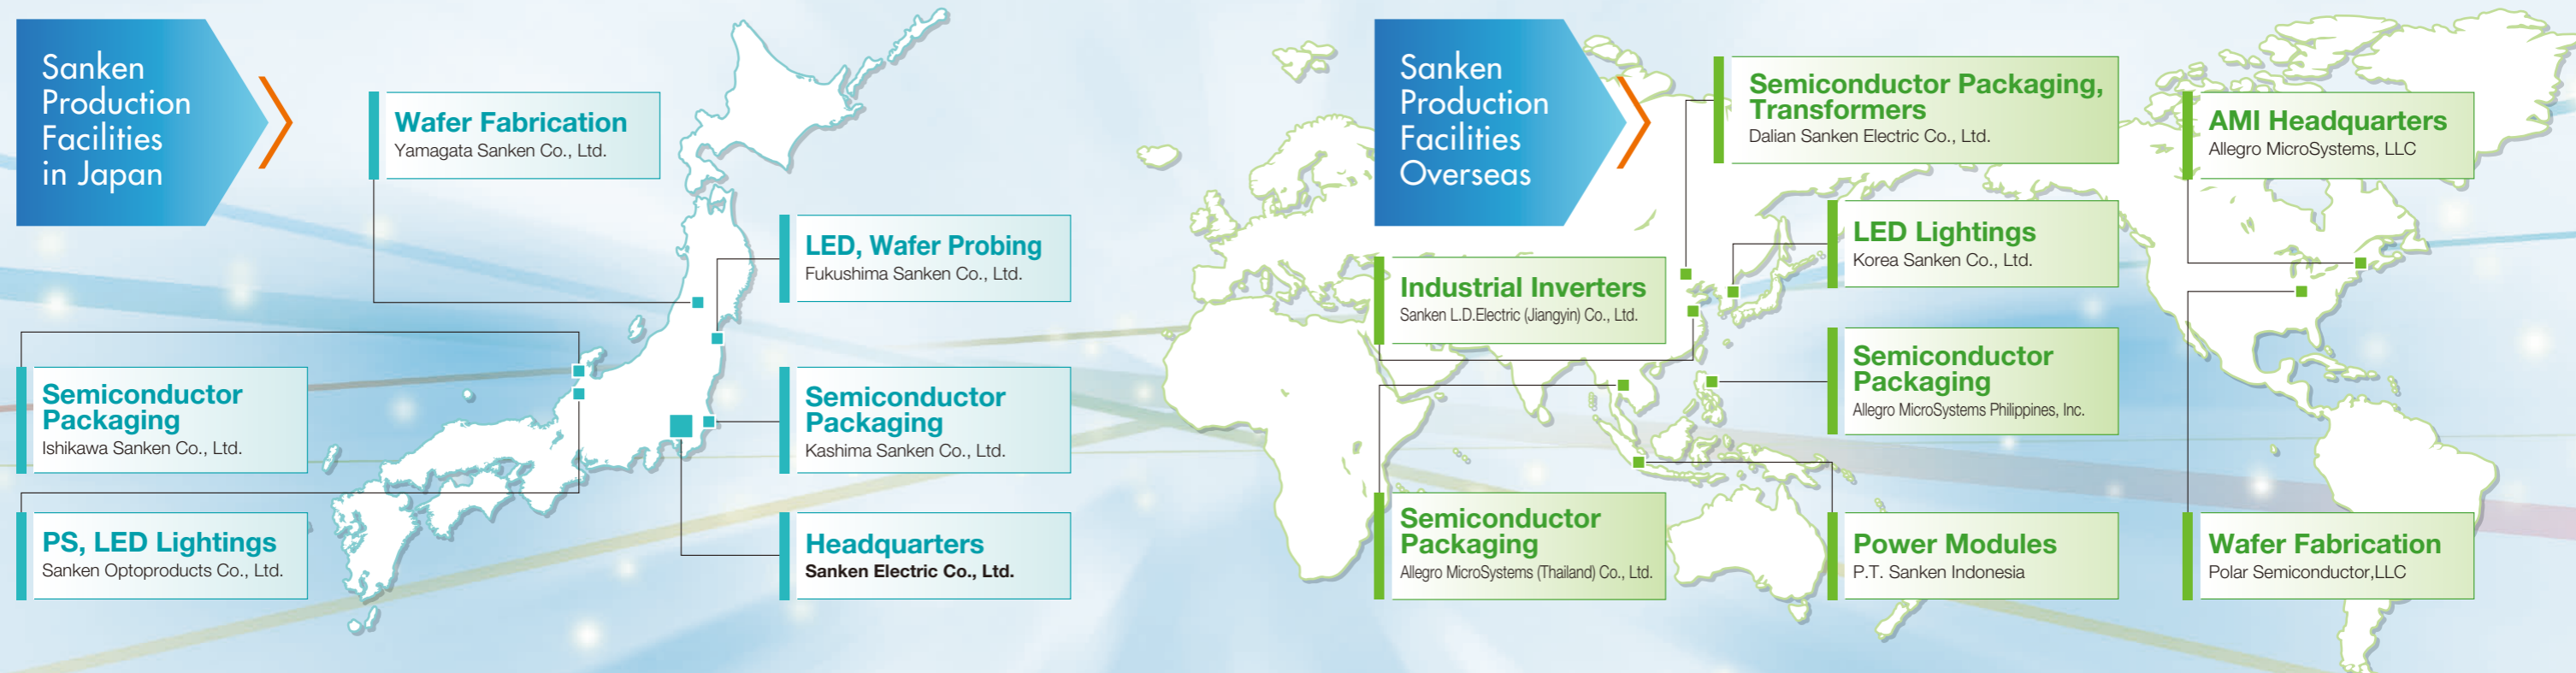 Sanken
Production
Facilities
in Japan
Wafer Fabrication
Yamagata Sanken Co., Ltd.
LED, Wafer Probing
Fukushima Sanken Co., Ltd.
Semiconductor
Packaging
Ishikawa Sanken Co., Ltd.
Semiconductor
Packaging
Kashima Sanken Co., Ltd.
PS, LED Lightings
Sanken Optoproducts Co., Ltd.
Headquarters
Sanken Electric Co., Ltd.
Sanken
Production
Facilities
Overseas
Semiconductor Packaging,
Transformers
Dalian Sanken Electric Co., Ltd.
AMI Headquarters
Allegro MicroSystems, LLC
LED Lightings
Korea Sanken Co., Ltd.
Industrial Inverters
Sanken L.D.Electric (Jiangyin) Co., Ltd.
Semiconductor
Packaging
Allegro MicroSystems Philippines, Inc.
Semiconductor
Packaging
Allegro MicroSystems (Thailand) Co., Ltd.
Power Modules
P.T. Sanken Indonesia
Wafer Fabrication
Polar Semiconductor,LLC